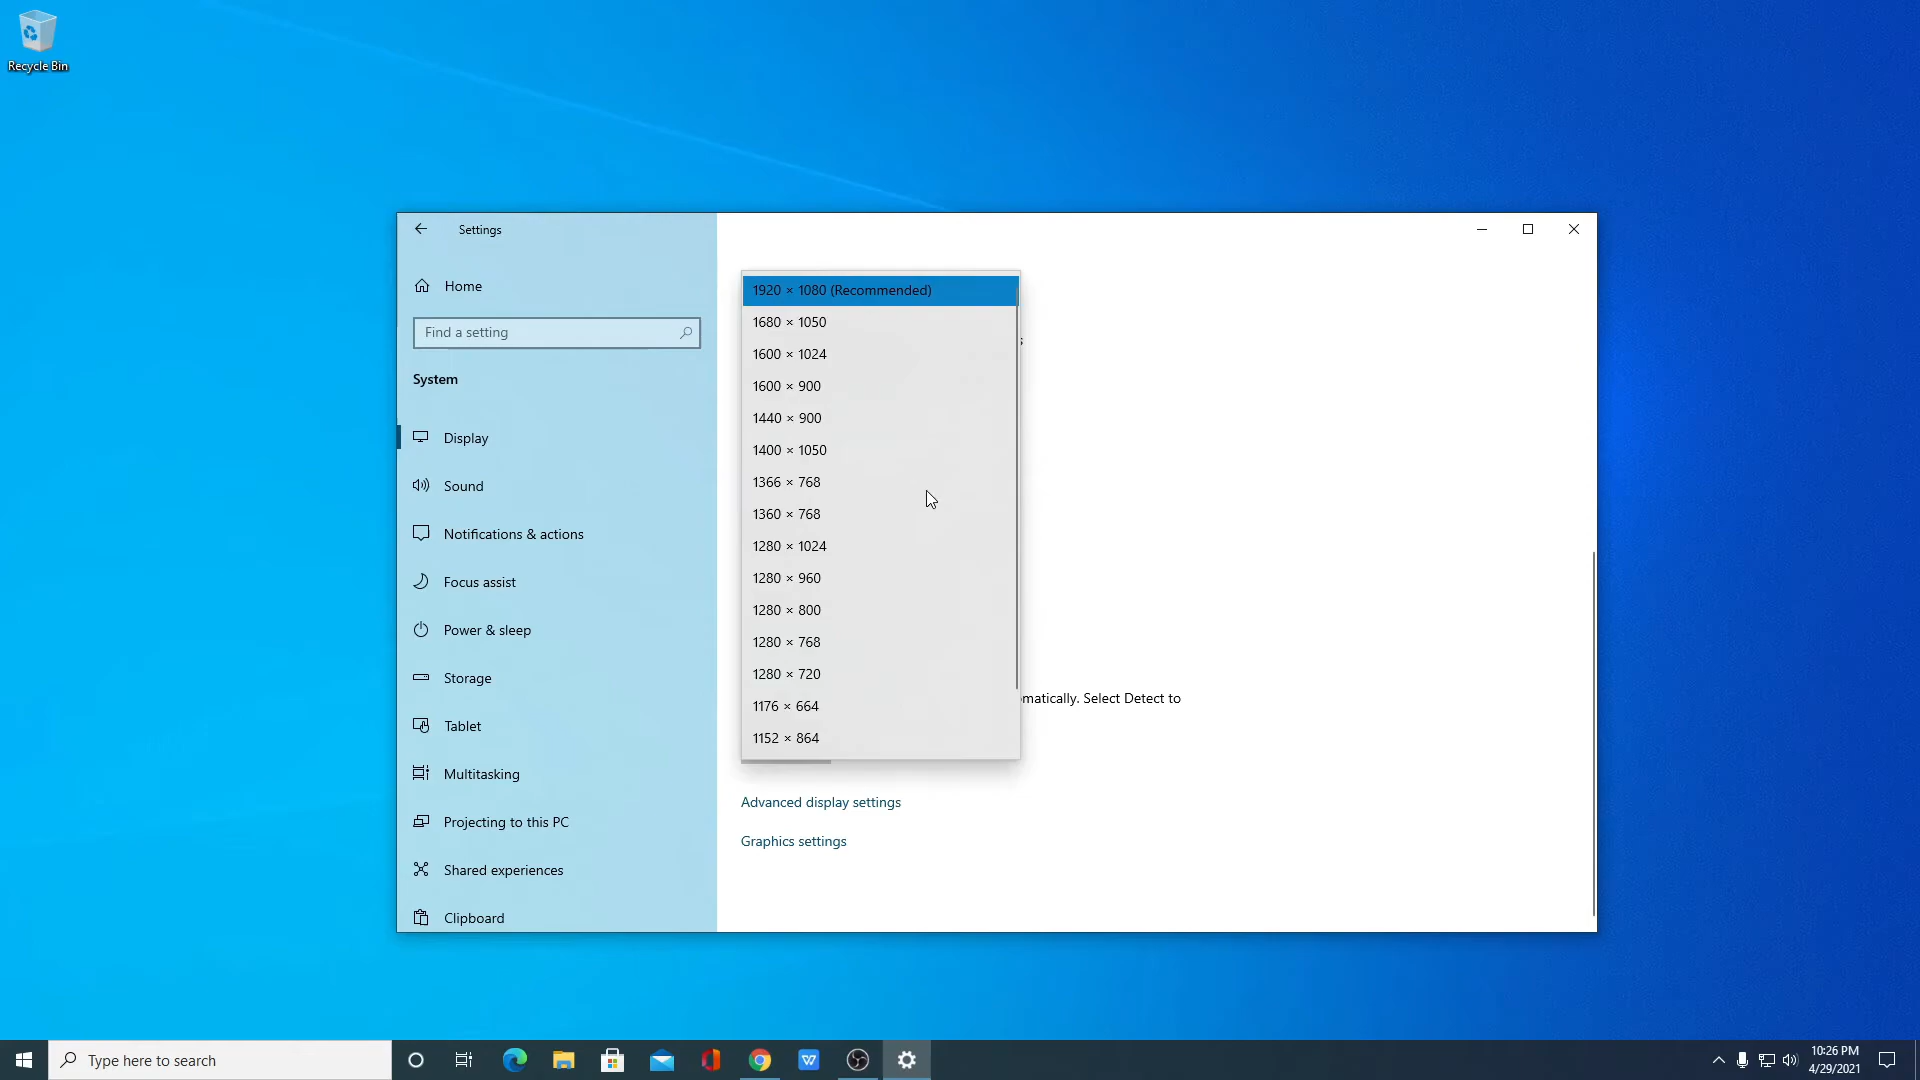 Recycle Bin
Settings
Home
Find a setting
System
Display
Sound
Notifications & actions
Focus assist
Power & sleep
Storage
Tablet
Multitasking
Projecting to this PC
Shared experiences
Clipboard
1920 × 1080 (Recommended)
1680 × 1050
1600 × 1024
1600 × 900
1440 × 900
1400 × 1050
1366 × 768
1360 × 768
1280 × 1024
1280 × 960
1280 × 800
1280 × 768
1280 × 720
1176 × 664
1152 × 864
s
matically. Select Detect to
Advanced display settings
Graphics settings
Type here to search
10:26 PM
4/29/2021